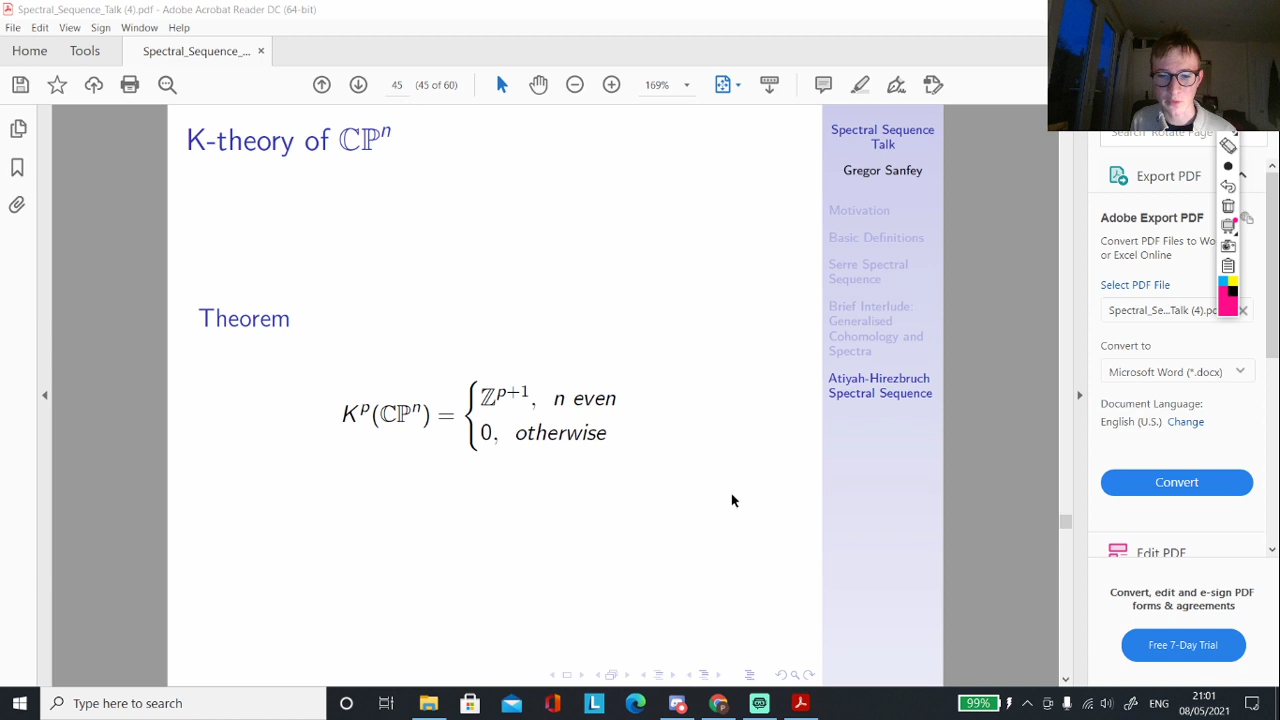 Spectral_Sequence_Talk (4).pdf - Adobe Acrobat Reader DC (64-bit)
File Edit View Sign Window Help
Home Tools Spectral_Sequence_... ×
45 (45 of 60) 169%
K-theory of ℂℙⁿ
Theorem
Kᵖ(ℂℙⁿ) = { ℤᵖ⁺¹, n even
0, otherwise
Spectral Sequence
Talk
Gregor Sanfey
Motivation
Basic Definitions
Serre Spectral
Sequence
Brief Interlude:
Generalised
Cohomology and
Spectra
Atiyah-Hirezbruch
Spectral Sequence
Search 'Rotate Page'
Export PDF
Adobe Export PDF
Convert PDF Files to Wo
or Excel Online
Select PDF File
Spectral_Se...Talk (4).pd
Convert to
Microsoft Word (*.docx)
Document Language:
English (U.S.) Change
Convert
Edit PDF
Convert, edit and e-sign PDF
forms & agreements
Free 7-Day Trial
Type here to search
99%
ENG
21:01
08/05/2021